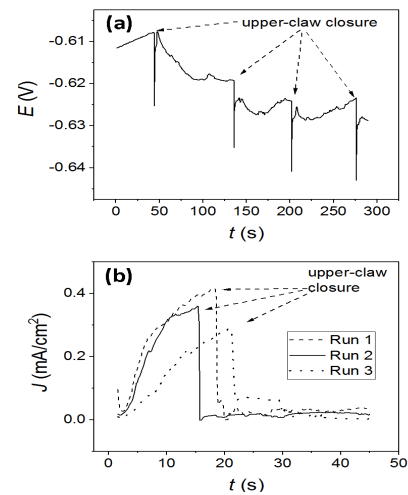 (a)
upper-claw closure
-0.61
-0.62
-0.63
-0.64
E (V)
0 50 100 150 200 250 300
t (s)
(b)
upper-claw
closure
0.4
0.2
0.0
J (mA/cm²)
Run 1
Run 2
Run 3
0 10 20 30 40 50
t (s)